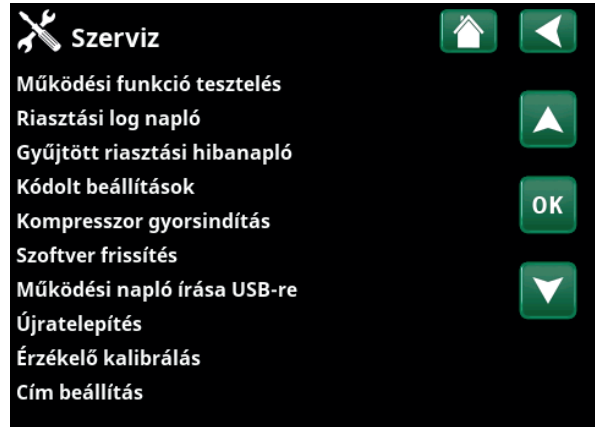 Szerviz
Működési funkció tesztelés
Riasztási log napló
Gyűjtött riasztási hibanapló
Kódolt beállítások
Kompresszor gyorsindítás
OK
Szoftver frissítés
Működési napló írása USB-re
Újratelepítés
Érzékelő kalibrálás
Cím beállítás